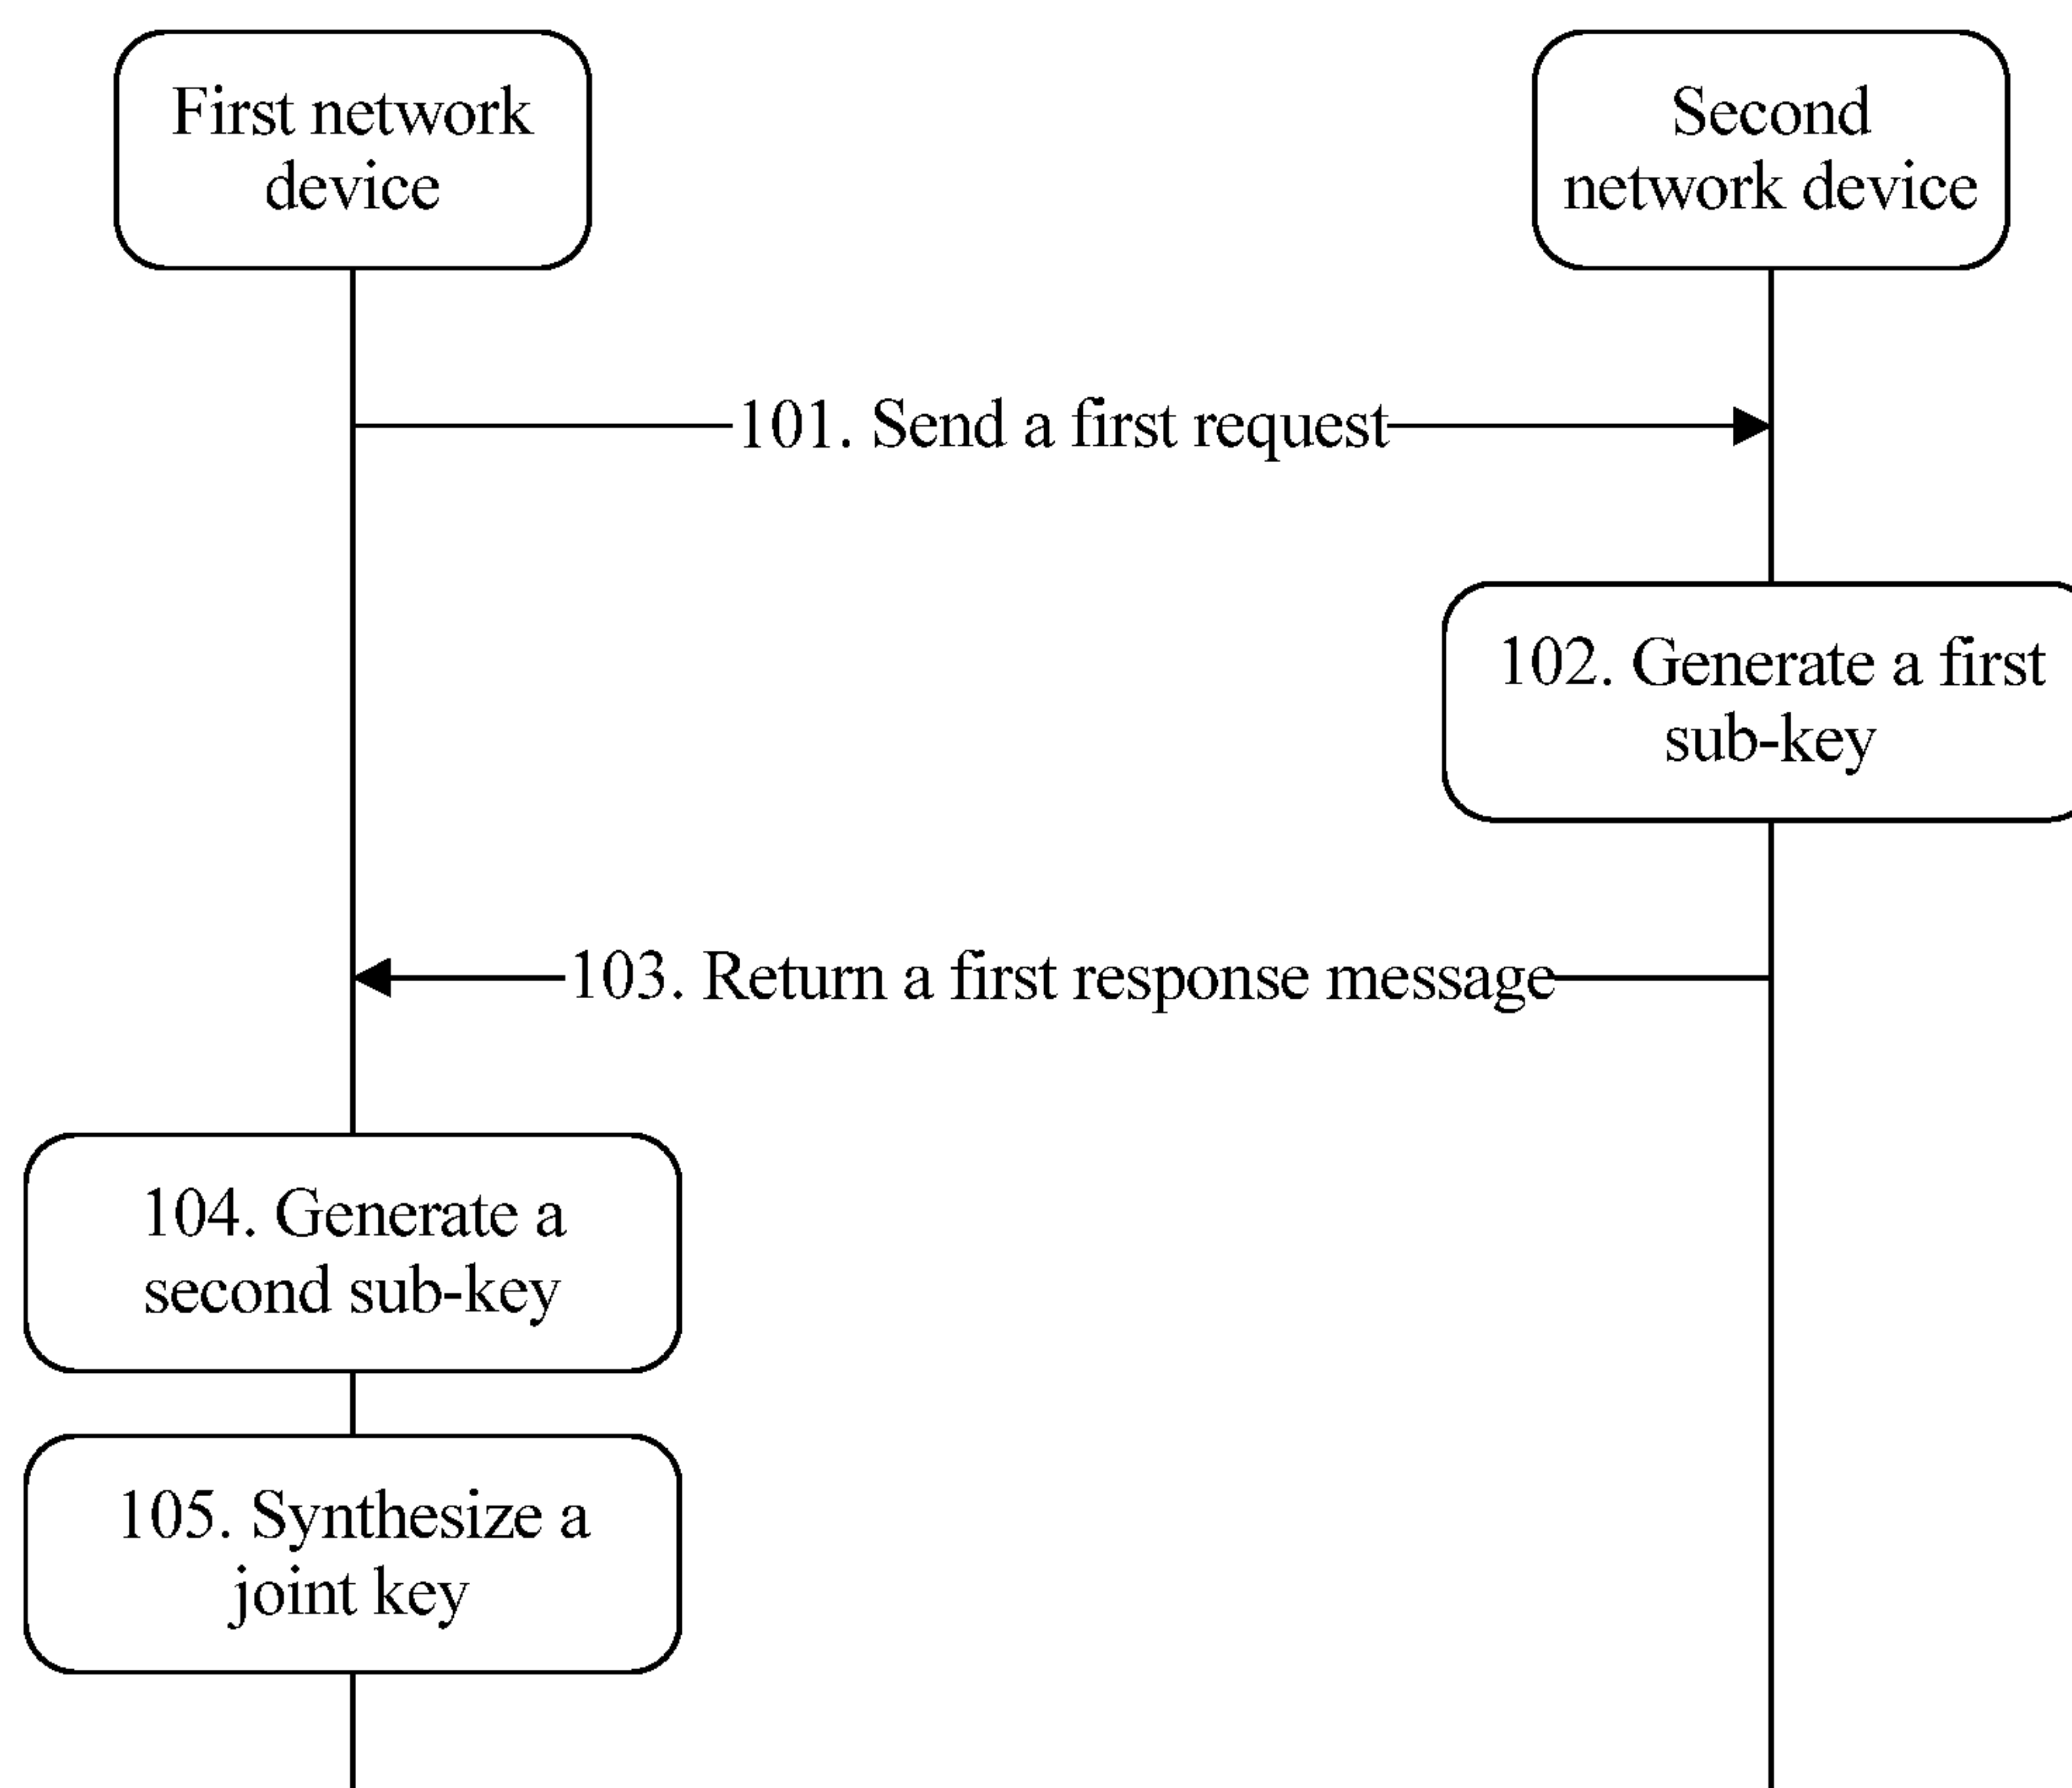 First network
device
Second
network device
101. Send a first request
102. Generate a first
sub-key
103. Return a first response message
104. Generate a
second sub-key
105. Synthesize a
joint key